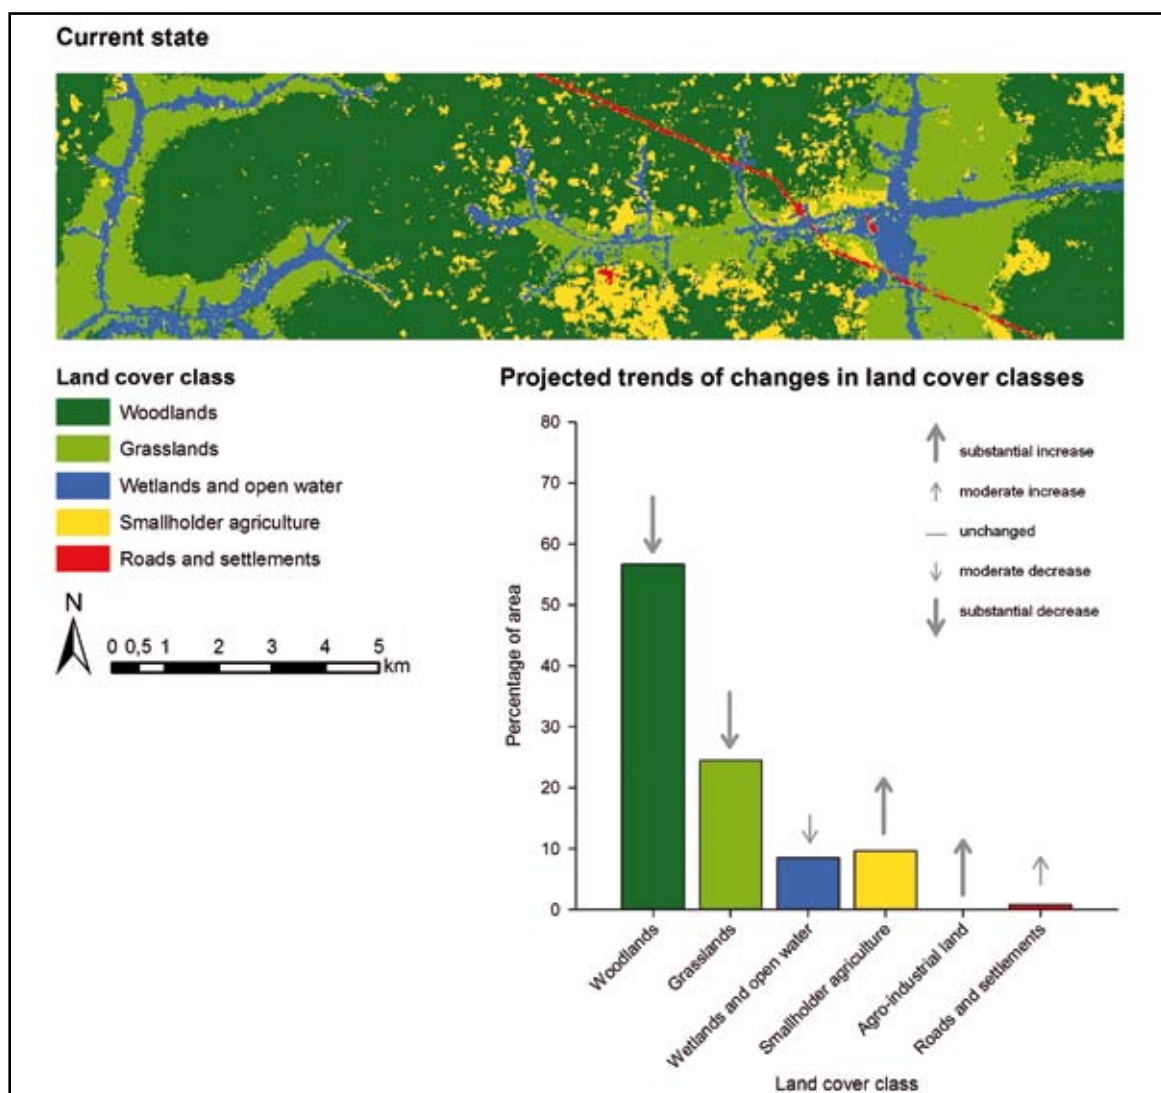 Current state
Land cover class
Woodlands
Grasslands
Wetlands and open water
Smallholder agriculture
Roads and settlements
N
0 0,5 1 2 3 4 5
km
Projected trends of changes in land cover classes
substantial increase
moderate increase
unchanged
moderate decrease
substantial decrease
Percentage of area
80
70
60
50
40
30
20
10
0
Woodlands
Grasslands
Wetlands and open water
Smallholder agriculture
Agro-industrial land
Roads and settlements
Land cover class